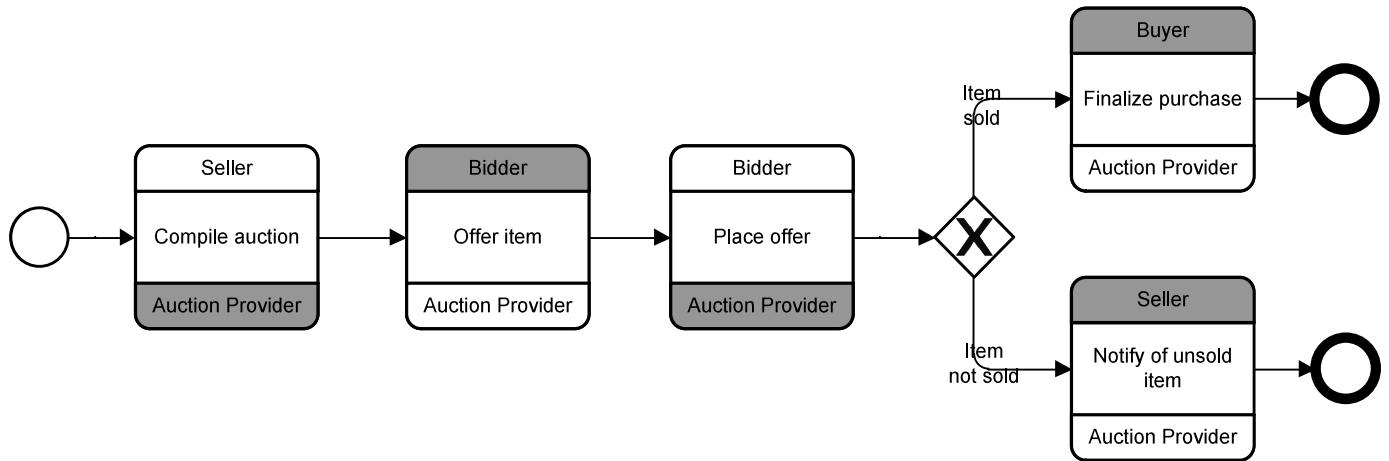 Seller
Compile auction
Auction Provider
Bidder
Offer item
Auction Provider
Bidder
Place offer
Auction Provider
X
Item
sold
Buyer
Finalize purchase
Auction Provider
Item
not sold
Seller
Notify of unsold
item
Auction Provider